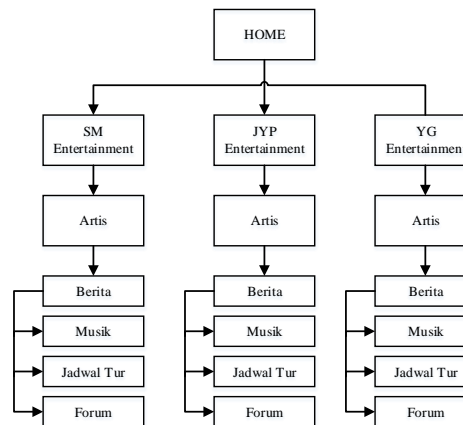 HOME
SM
Entertainment
JYP
Entertainment
YG
Entertainment
Artis
Artis
Artis
Berita
Berita
Berita
Musik
Musik
Musik
Jadwal Tur
Jadwal Tur
Jadwal Tur
Forum
Forum
Forum